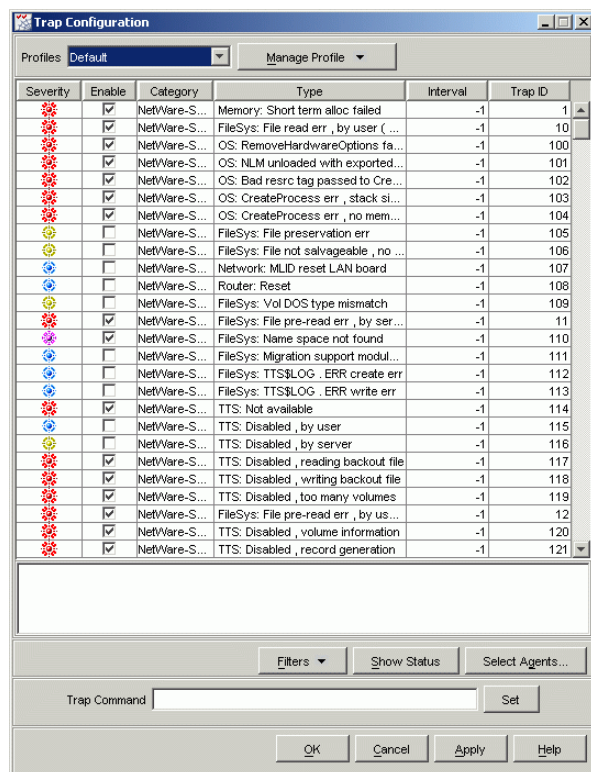 Trap Configuration
Profiles Default Manage Profile
Severity Enable Category Type Interval Trap ID
NetWare-S... Memory: Short term alloc failed -1 1
NetWare-S... FileSys: File read err , by user ( ... -1 10
NetWare-S... OS: RemoveHardwareOptions fa... -1 100
NetWare-S... OS: NLM unloaded with exported... -1 101
NetWare-S... OS: Bad resrc tag passed to Cre... -1 102
NetWare-S... OS: CreateProcess err , stack si... -1 103
NetWare-S... OS: CreateProcess err , no mem... -1 104
NetWare-S... FileSys: File preservation err -1 105
NetWare-S... FileSys: File not salvageable , no ... -1 106
NetWare-S... Network: MLID reset LAN board -1 107
NetWare-S... Router: Reset -1 108
NetWare-S... FileSys: Vol DOS type mismatch -1 109
NetWare-S... FileSys: File pre-read err , by ser... -1 11
NetWare-S... FileSys: Name space not found -1 110
NetWare-S... FileSys: Migration support modul... -1 111
NetWare-S... FileSys: TTS$LOG . ERR create err -1 112
NetWare-S... FileSys: TTS$LOG . ERR write err -1 113
NetWare-S... TTS: Not available -1 114
NetWare-S... TTS: Disabled , by user -1 115
NetWare-S... TTS: Disabled , by server -1 116
NetWare-S... TTS: Disabled , reading backout file -1 117
NetWare-S... TTS: Disabled , writing backout file -1 118
NetWare-S... TTS: Disabled , too many volumes -1 119
NetWare-S... FileSys: File pre-read err , by us... -1 12
NetWare-S... TTS: Disabled , volume information -1 120
NetWare-S... TTS: Disabled , record generation -1 121
Filters Show Status Select Agents...
Trap Command Set
OK Cancel Apply Help